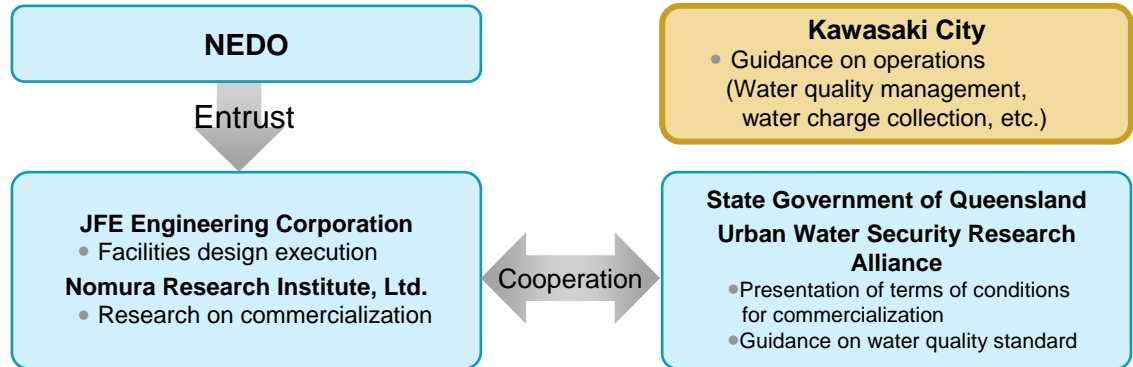 NEDO
Entrust
Kawasaki City
• Guidance on operations
(Water quality management,
water charge collection, etc.)
JFE Engineering Corporation
• Facilities design execution
Nomura Research Institute, Ltd.
• Research on commercialization
Cooperation
State Government of Queensland
Urban Water Security Research
Alliance
•Presentation of terms of conditions
for commercialization
•Guidance on water quality standard